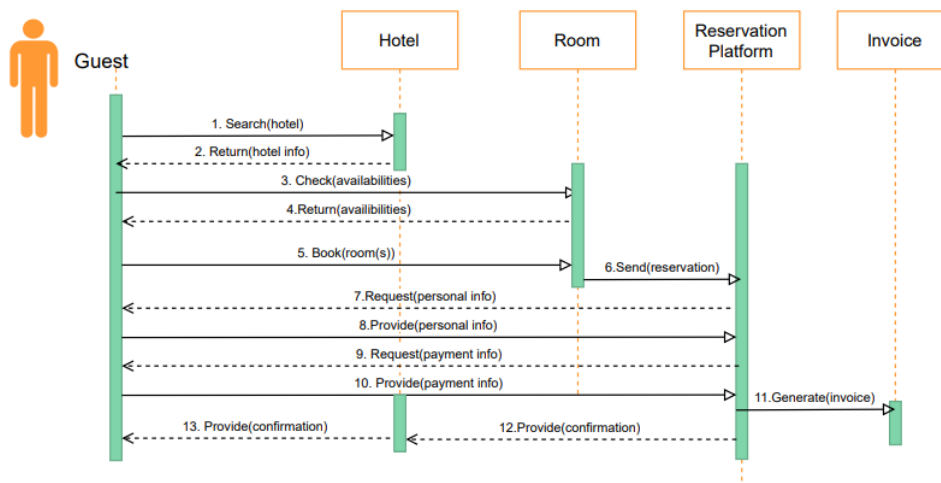 Guest
Hotel
Room
Reservation
Platform
Invoice
1. Search(hotel)
2. Return(hotel info)
3. Check(availabilities)
4.Return(availibilities)
5. Book(room(s))
6.Send(reservation)
7.Request(personal info)
8.Provide(personal info)
9. Request(payment info)
10. Provide(payment info)
11.Generate(invoice)
13. Provide(confirmation)
12.Provide(confirmation)